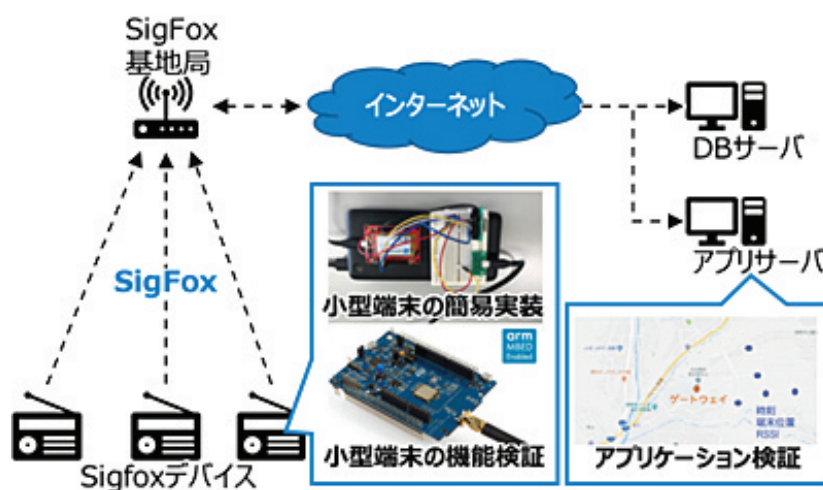 SigFox
基地局
インターネット
DBサーバ
アプリサーバ
SigFox
小型端末の簡易実装
arm
MBED
Enabled
小型端末の機能検証
Sigfoxデバイス
ゲートウェイ
時刻
端末位置
RSSI
アプリケーション検証